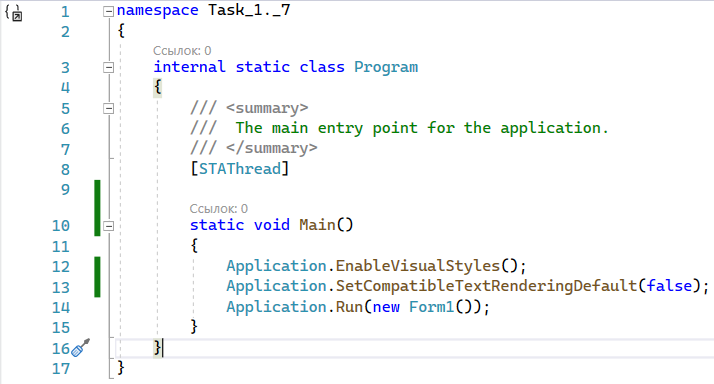 1 namespace Task_1._7
2 {
Ссылок: 0
3 internal static class Program
4 {
5 /// <summary>
6 /// The main entry point for the application.
7 /// </summary>
8 [STAThread]
9
Ссылок: 0
10 static void Main()
11 {
12 Application.EnableVisualStyles();
13 Application.SetCompatibleTextRenderingDefault(false);
14 Application.Run(new Form1());
15 }
16 }
17 }